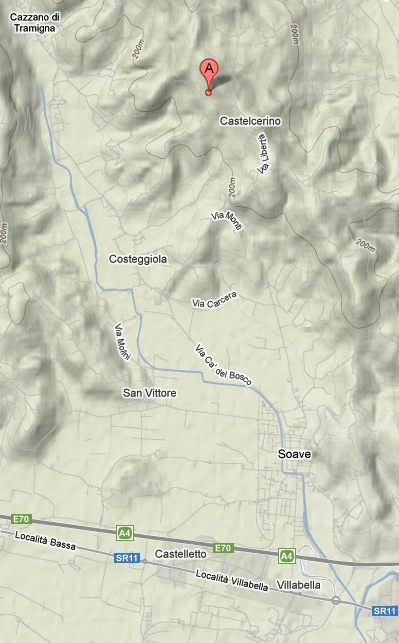 Cazzano di
Tramigna
200m
200m
A
Castelcerino
Via Libertà
200m
Via Monti
200m
200m
Costeggiola
Via Carcera
Via Molini
Via Ca' del Bosco
San Vittore
Soave
E70
A4
E70
Località Bassa
SR11
Castelletto
A4
Località Villabella
Villabella
SR11